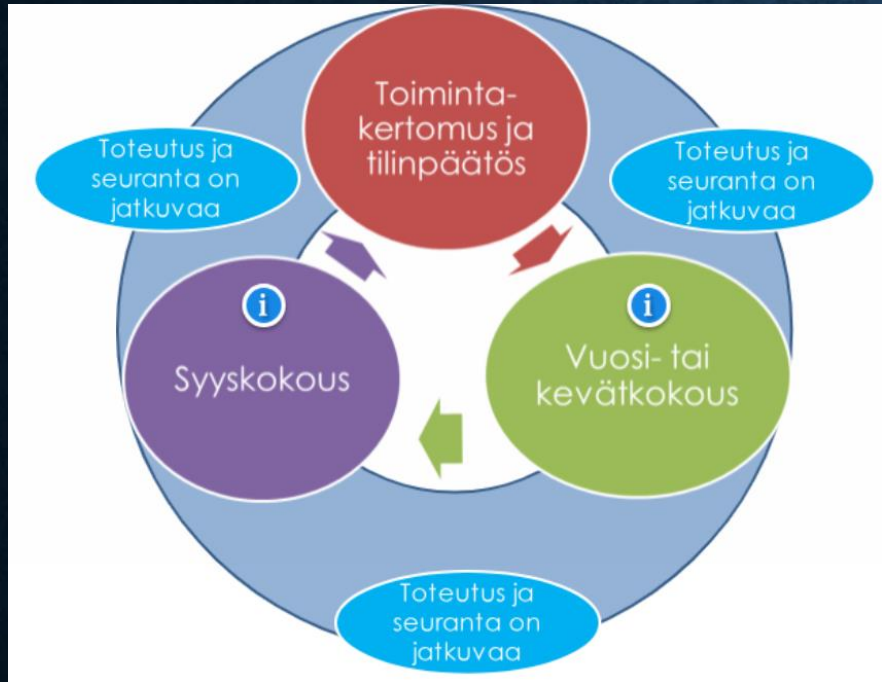 Toiminta-
kertomus ja
tilinpäätös
Toteutus ja
seuranta on
jatkuvaa
Toteutus ja
seuranta on
jatkuvaa
i
Syyskokous
i
Vuosi- tai
kevätkokous
Toteutus ja
seuranta on
jatkuvaa